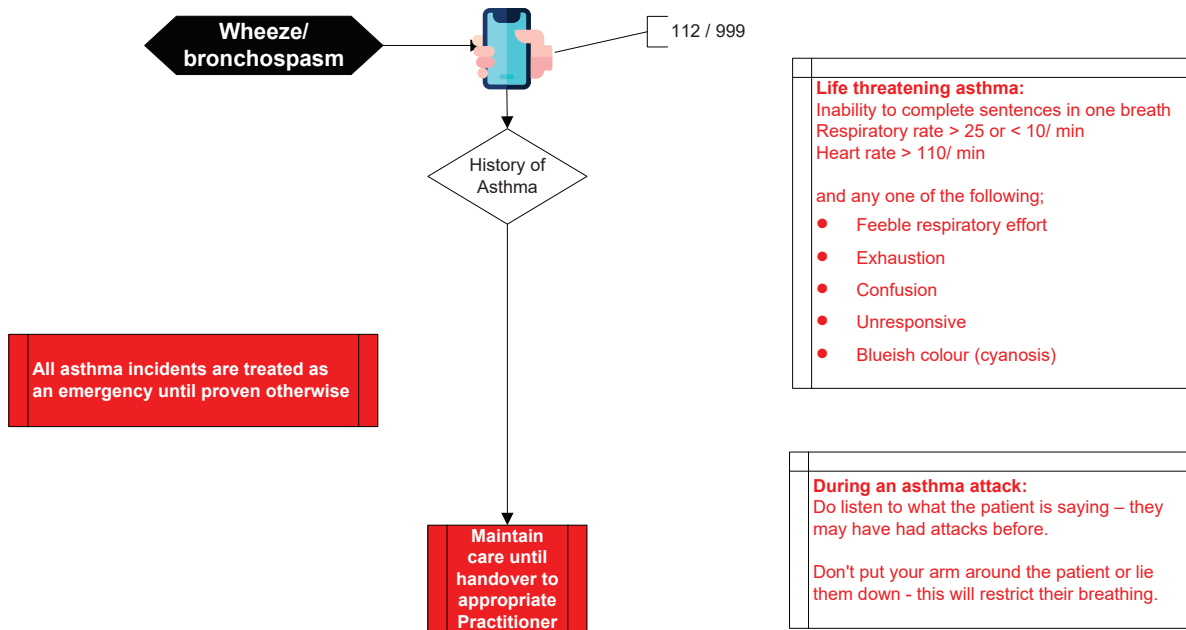 Wheeze/
bronchospasm
112 / 999
History of
Asthma
All asthma incidents are treated as
an emergency until proven otherwise
Maintain
care until
handover to
appropriate
Practitioner
Life threatening asthma:
Inability to complete sentences in one breath
Respiratory rate > 25 or < 10/ min
Heart rate > 110/ min
and any one of the following;
● Feeble respiratory effort
● Exhaustion
● Confusion
● Unresponsive
● Blueish colour (cyanosis)
During an asthma attack:
Do listen to what the patient is saying – they
may have had attacks before.
Don't put your arm around the patient or lie
them down - this will restrict their breathing.